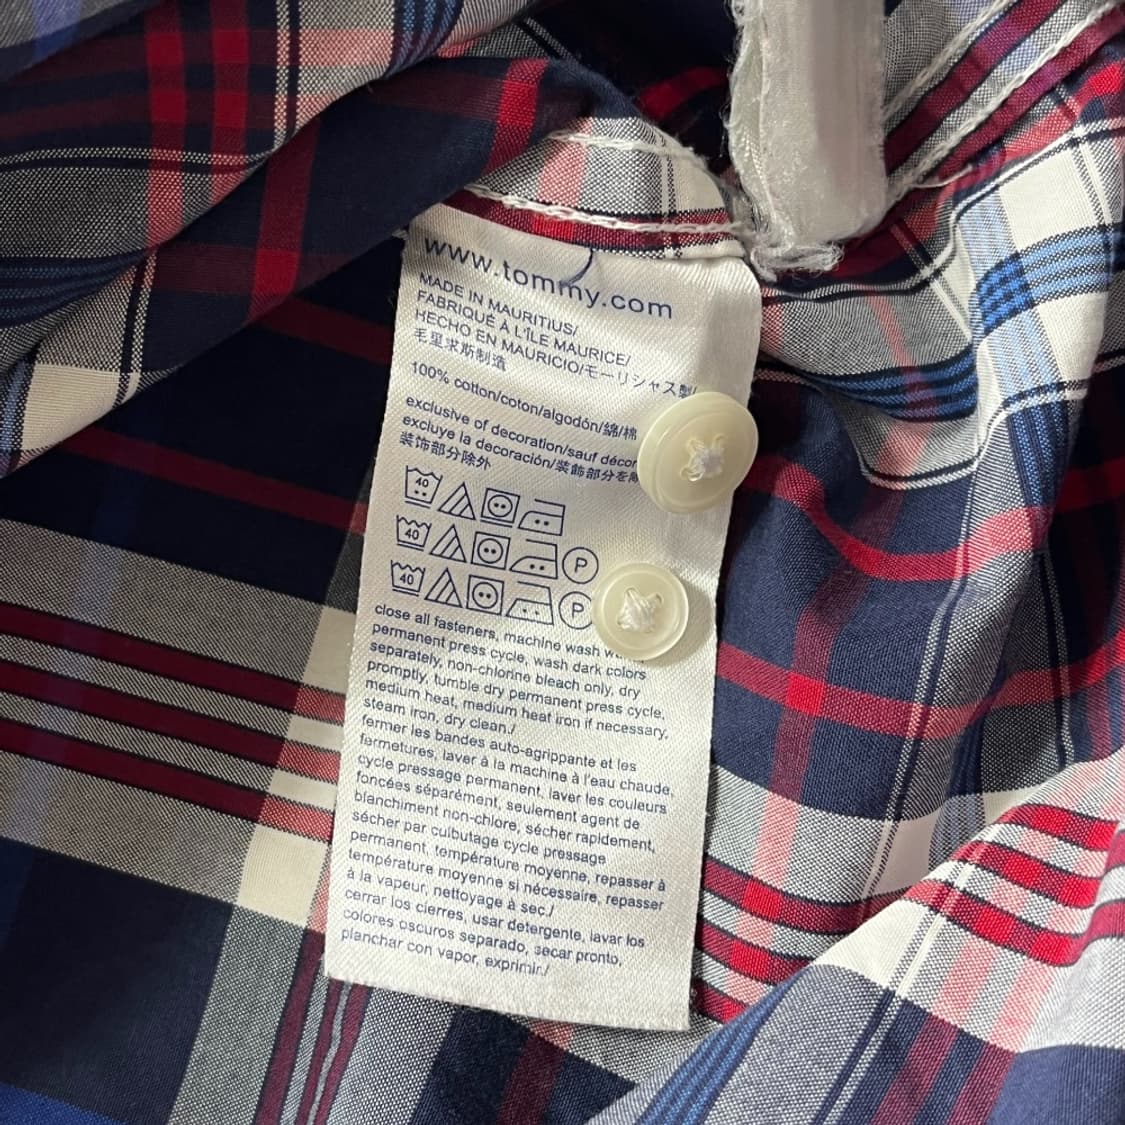 www.tommy.com
MADE IN MAURITIUS/
FABRIQUÉ À L'ÎLE MAURICE/
HECHO EN MAURICIO/モーリシャス製/
毛里求斯制造
100% cotton/coton/algodón/綿/棉
exclusive of decoration/sauf décor
excluye la decoración/装飾部分を
装饰部分除外
40
40 P
40 P
close all fasteners, machine wash
permanent press cycle, wash dark colors
separately, non-chlorine bleach only, dry
promptly, tumble dry permanent press cycle,
medium heat, medium heat iron if necessary,
steam iron, dry clean./
fermer les bandes auto-agrippante et les
fermetures, laver à la machine à l'eau chaude,
cycle pressage permanent, laver les couleurs
foncées séparément, seulement agent de
blanchiment non-chlore, sécher rapidement,
sécher par culbutage cycle pressage
permanent, température moyenne, repasser à
température moyenne si nécessaire, repasser
à la vapeur, nettoyage à sec./
cerrar los cierres, usar detergente, lavar los
colores oscuros separado, secar pronto,
planchar con vapor, exprimir./